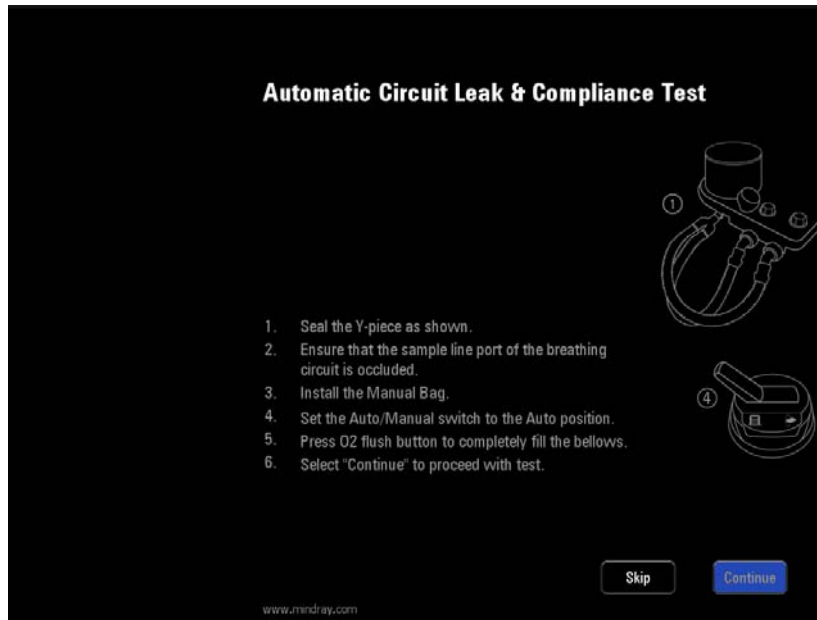 Automatic Circuit Leak & Compliance Test
1
1. Seal the Y-piece as shown.
2. Ensure that the sample line port of the breathing
circuit is occluded.
3. Install the Manual Bag.
4. Set the Auto/Manual switch to the Auto position.
4
5. Press O2 flush button to completely fill the bellows.
6. Select "Continue" to proceed with test.
Skip
Continue
www.mindray.com